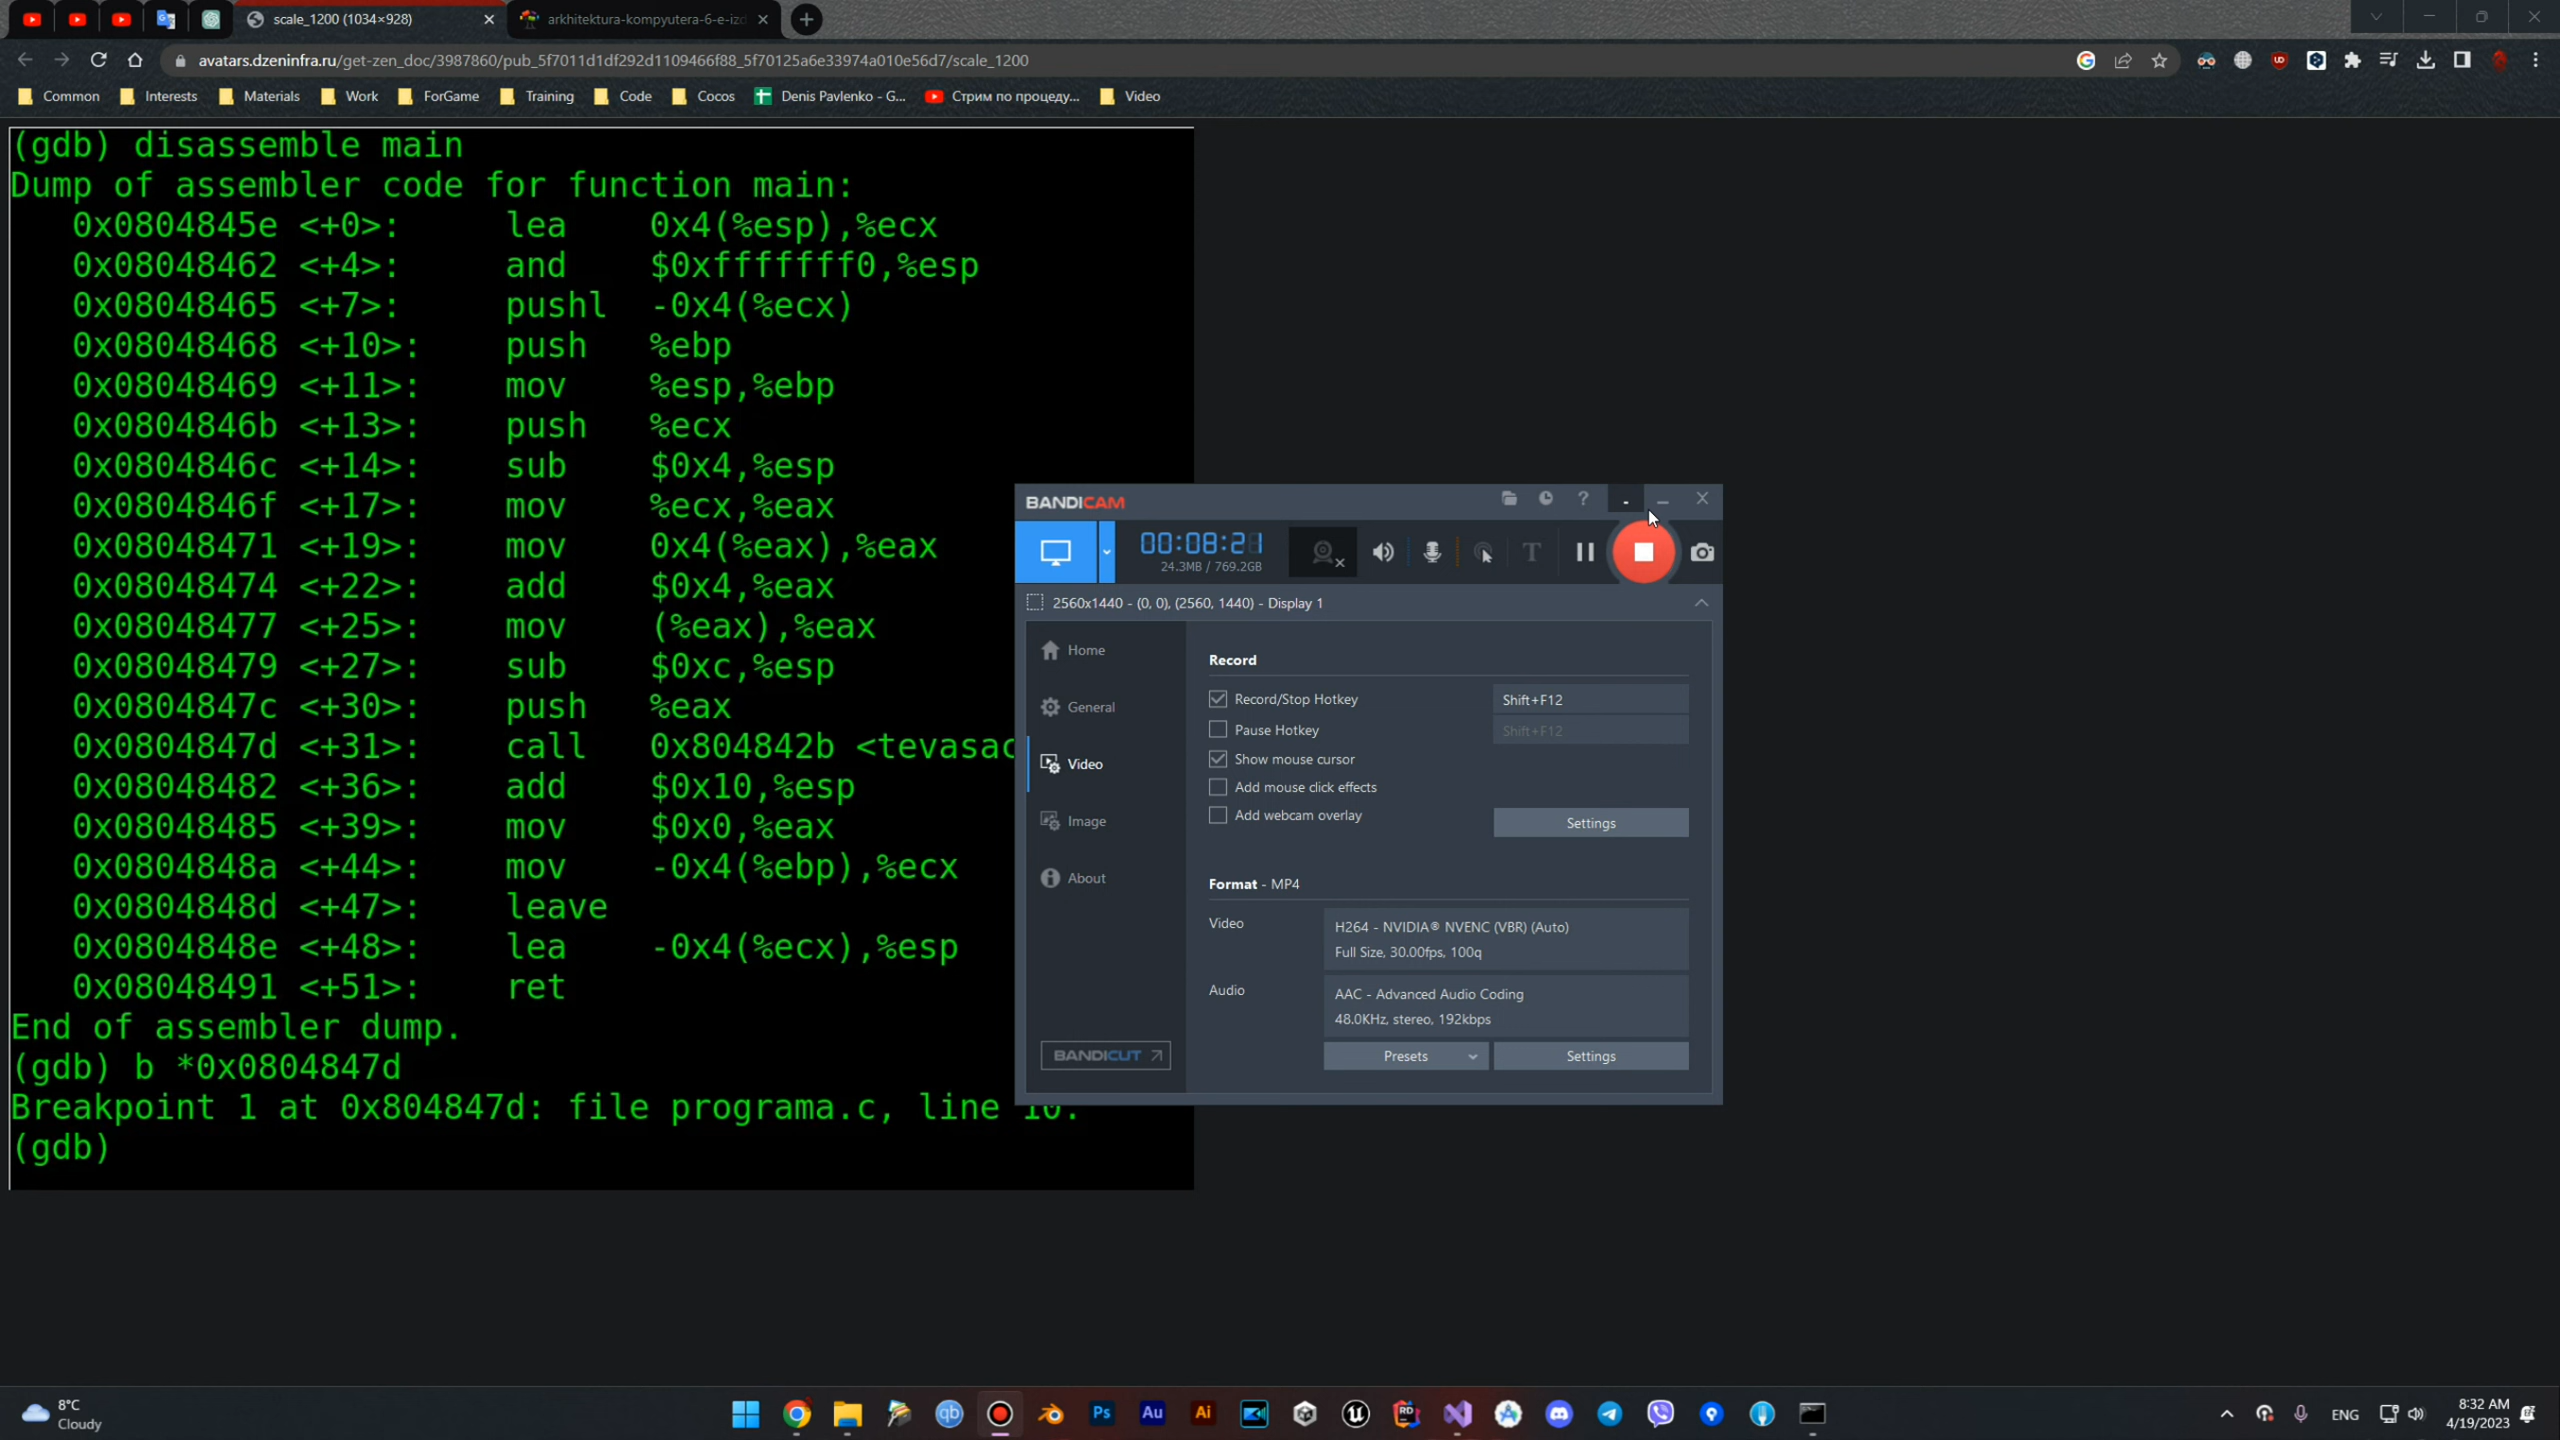 scale_1200 (1034×928)
arkhitektura-kompyutera-6-e-izd
avatars.dzeninfra.ru/get-zen_doc/3987860/pub_5f7011d1df292d1109466f88_5f70125a6e33974a010e56d7/scale_1200
Common Interests Materials Work ForGame Training Code Cocos Denis Pavlenko - G... Стрим по процеду... Video
(gdb) disassemble main
Dump of assembler code for function main:
0x0804845e <+0>: lea 0x4(%esp),%ecx
0x08048462 <+4>: and $0xfffffff0,%esp
0x08048465 <+7>: pushl -0x4(%ecx)
0x08048468 <+10>: push %ebp
0x08048469 <+11>: mov %esp,%ebp
0x0804846b <+13>: push %ecx
0x0804846c <+14>: sub $0x4,%esp
0x0804846f <+17>: mov %ecx,%eax
0x08048471 <+19>: mov 0x4(%eax),%eax
0x08048474 <+22>: add $0x4,%eax
0x08048477 <+25>: mov (%eax),%eax
0x08048479 <+27>: sub $0xc,%esp
0x0804847c <+30>: push %eax
0x0804847d <+31>: call 0x804842b <tevasac
0x08048482 <+36>: add $0x10,%esp
0x08048485 <+39>: mov $0x0,%eax
0x0804848a <+44>: mov -0x4(%ebp),%ecx
0x0804848d <+47>: leave
0x0804848e <+48>: lea -0x4(%ecx),%esp
0x08048491 <+51>: ret
End of assembler dump.
(gdb) b *0x0804847d
Breakpoint 1 at 0x804847d: file programa.c, line 10.
(gdb)
BANDICAM
00:08:21
24.3MB / 769.2GB
2560x1440 - (0, 0), (2560, 1440) - Display 1
Home
General
Video
Image
About
BANDICUT
Record
Record/Stop Hotkey Shift+F12
Pause Hotkey Shift+F12
Show mouse cursor
Add mouse click effects
Add webcam overlay
Settings
Format - MP4
Video
H264 - NVIDIA® NVENC (VBR) (Auto)
Full Size, 30.00fps, 100q
Audio
AAC - Advanced Audio Coding
48.0KHz, stereo, 192kbps
Presets
Settings
8°C
Cloudy
qb
Ps
Au
Ai
RD
ENG
8:32 AM
4/19/2023